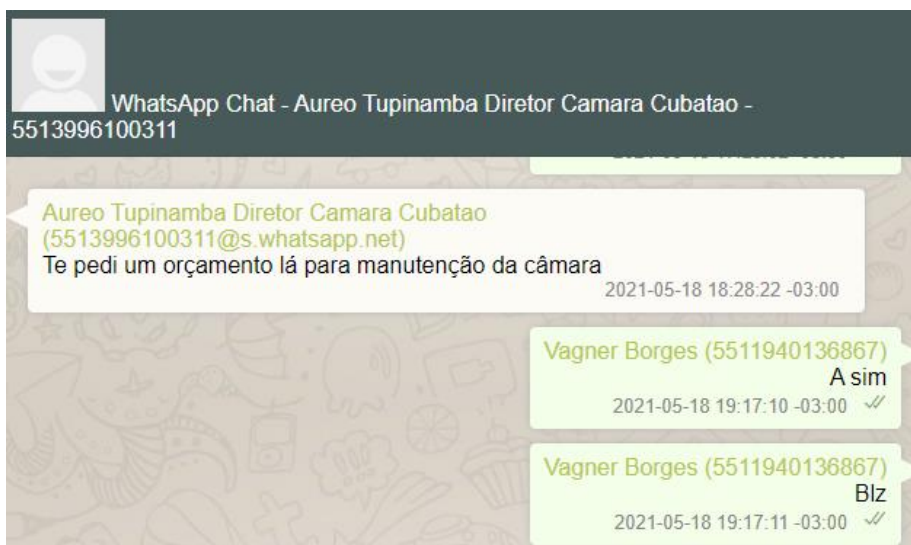 WhatsApp Chat - Aureo Tupinamba Diretor Camara Cubatao -
5513996100311
Aureo Tupinamba Diretor Camara Cubatao
(5513996100311@s.whatsapp.net)
Te pedi um orçamento lá para manutenção da câmara
2021-05-18 18:28:22 -03:00
Vagner Borges (5511940136867)
A sim
2021-05-18 19:17:10 -03:00
Vagner Borges (5511940136867)
Blz
2021-05-18 19:17:11 -03:00